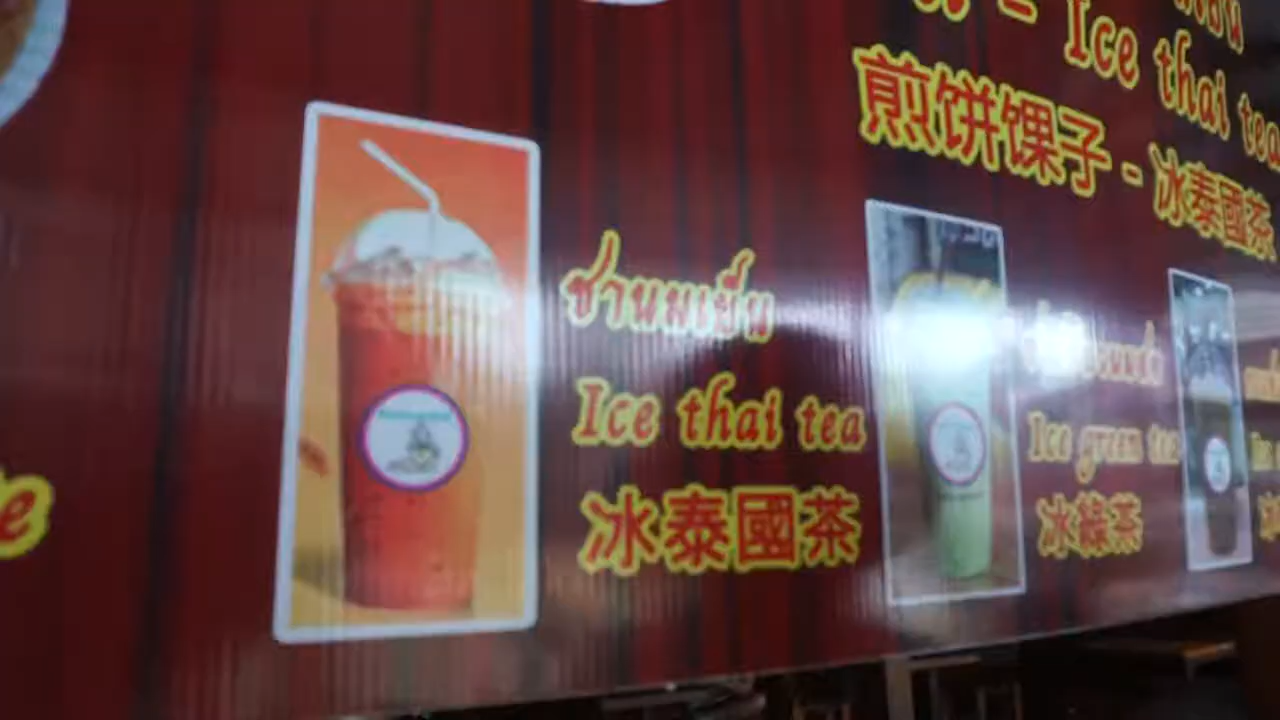 - Ice thai tea
煎饼馃子 - 冰泰國茶
ชานมเย็น
Ice thai tea
冰泰國茶
Ice green tea
冰綠茶
e